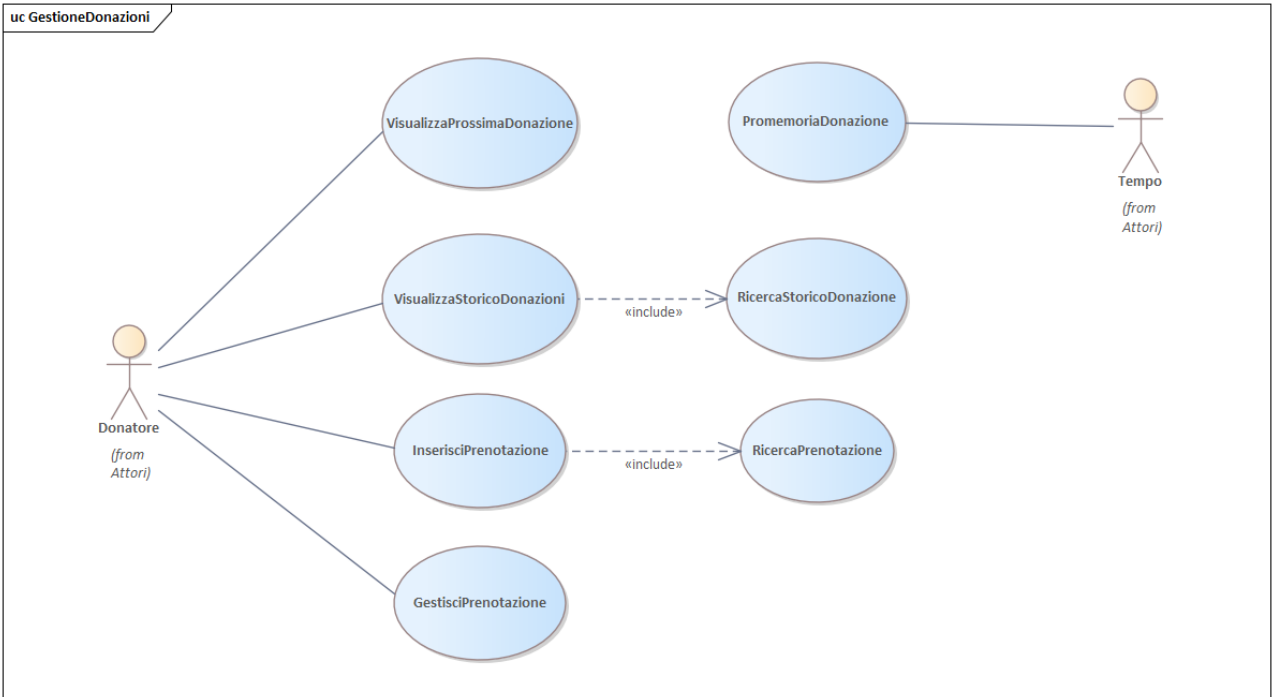 uc GestioneDonazioni
VisualizzaProssimaDonazione
PromemoriaDonazione
Tempo
(from
Attori)
VisualizzaStoricoDonazioni
«include»
RicercaStoricoDonazione
Donatore
(from
Attori)
InserisciPrenotazione
«include»
RicercaPrenotazione
GestisciPrenotazione